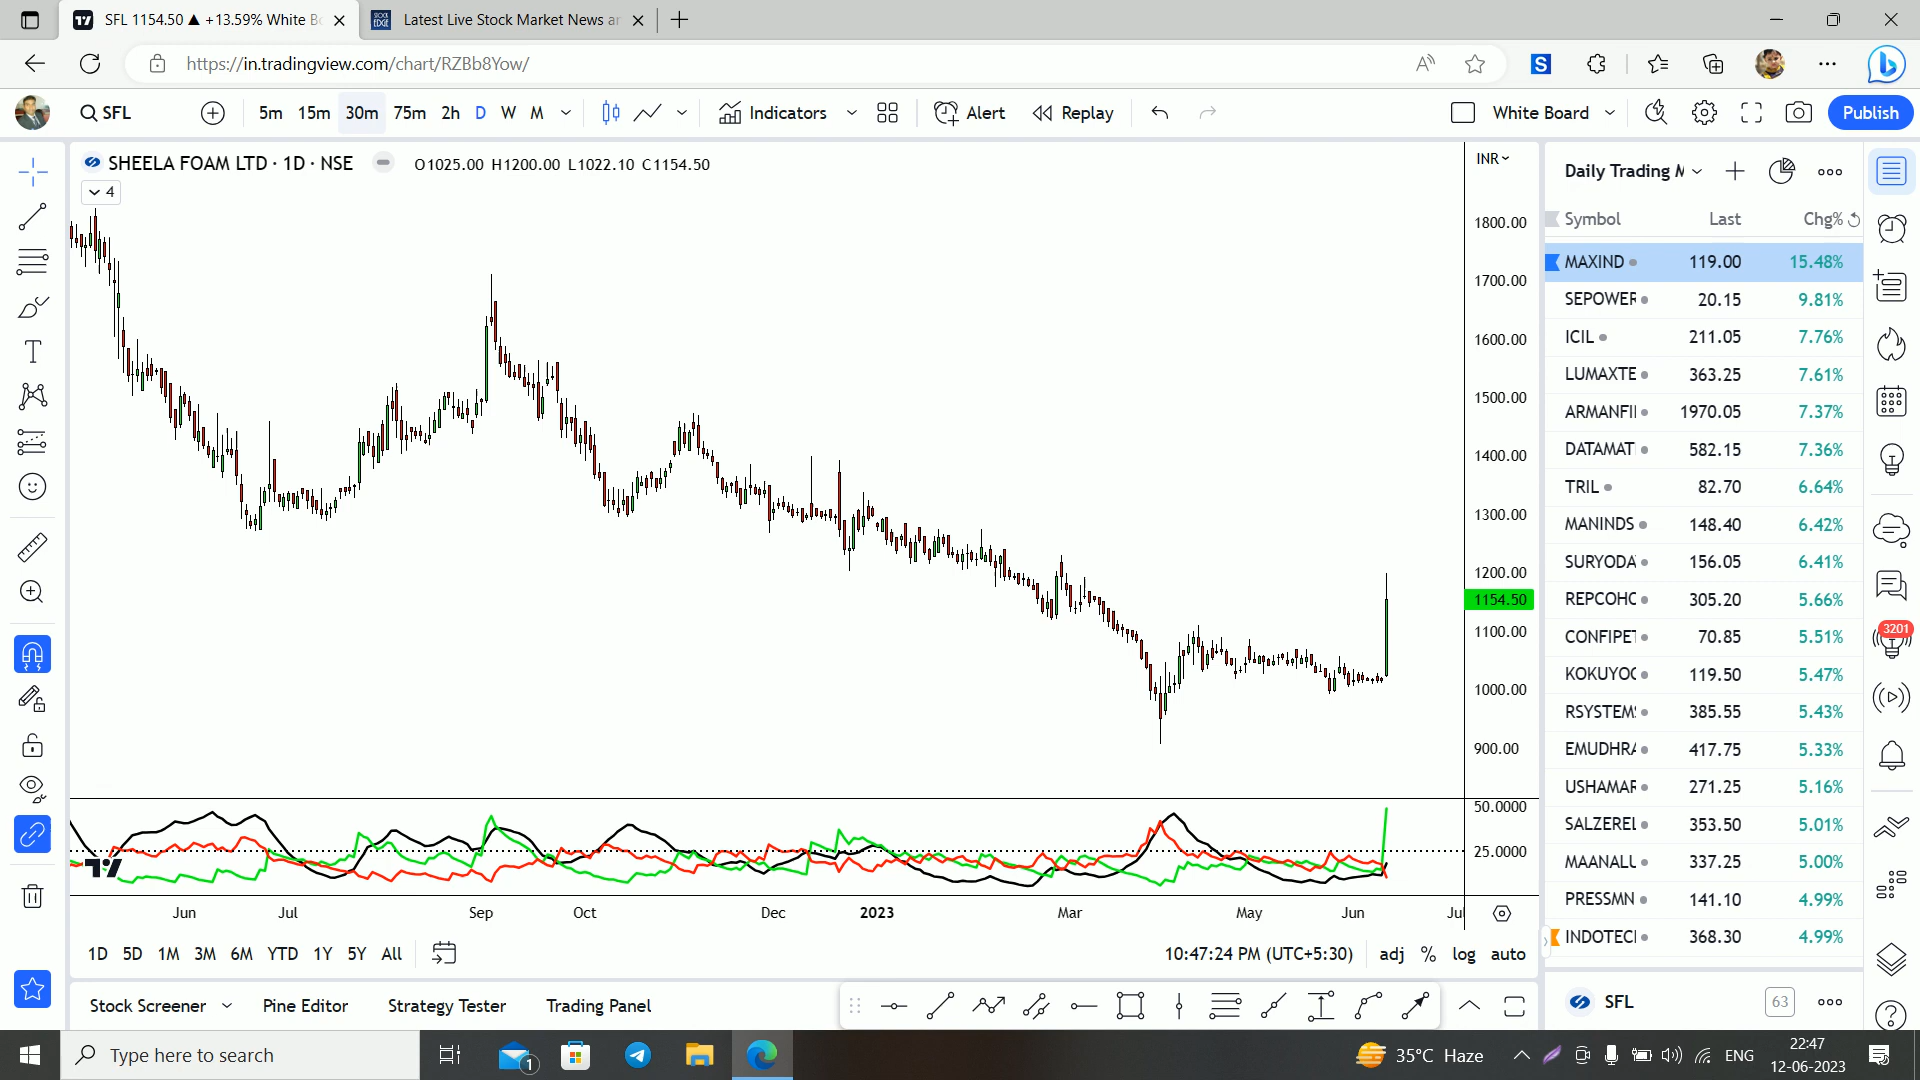 SFL 1154.50 ▲ +13.59% White B
Latest Live Stock Market News ar
https://in.tradingview.com/chart/RZBb8Yow/
SFL
5m 15m 30m 75m 2h D W M
Indicators
Alert
Replay
White Board
Publish
SHEELA FOAM LTD · 1D · NSE
O1025.00 H1200.00 L1022.10 C1154.50
4
INR
1800.00
1700.00
1600.00
1500.00
1400.00
1300.00
1200.00
1154.50
1100.00
1000.00
900.00
50.0000
25.0000
Jun Jul Sep Oct Dec 2023 Mar May Jun Jul
1D 5D 1M 3M 6M YTD 1Y 5Y All
10:47:24 PM (UTC+5:30)
adj % log auto
Stock Screener
Pine Editor
Strategy Tester
Trading Panel
Daily Trading
Symbol Last Chg%
MAXIND 119.00 15.48%
SEPOWER 20.15 9.81%
ICIL 211.05 7.76%
LUMAXTE 363.25 7.61%
ARMANFI 1970.05 7.37%
DATAMAT 582.15 7.36%
TRIL 82.70 6.64%
MANINDS 148.40 6.42%
SURYODA 156.05 6.41%
REPCOHO 305.20 5.66%
CONFIPET 70.85 5.51%
KOKUYOC 119.50 5.47%
RSYSTEMS 385.55 5.43%
EMUDHRA 417.75 5.33%
USHAMAR 271.25 5.16%
SALZEREL 353.50 5.01%
MAANALU 337.25 5.00%
PRESSMN 141.10 4.99%
INDOTECH 368.30 4.99%
SFL
63
3201
Type here to search
1
35°C Haze
ENG
22:47
12-06-2023